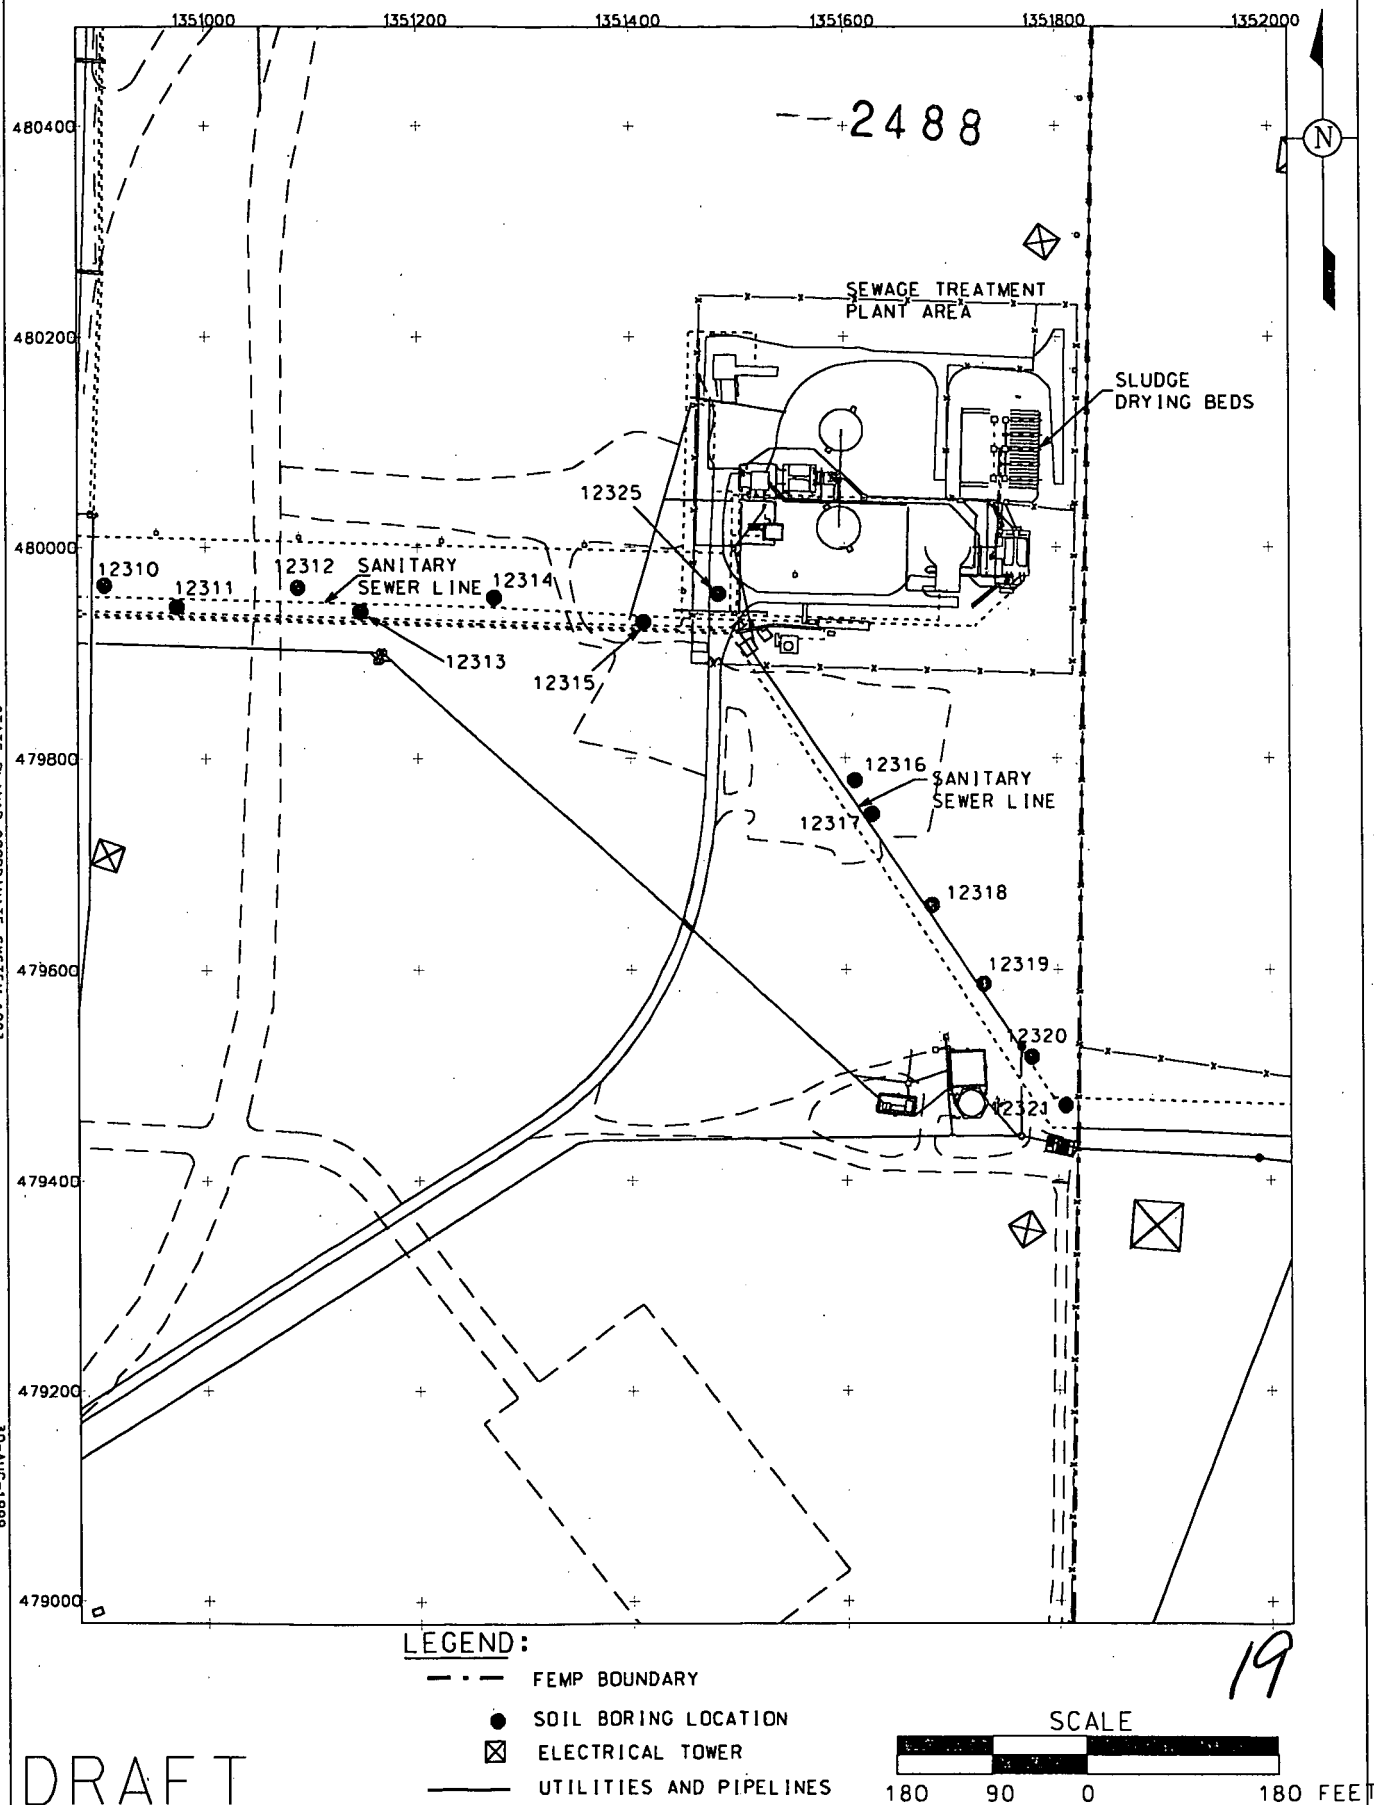 1351000 1351200 1351400 1351600 1351800 1352000
480400
2488
N
SEWAGE TREATMENT
PLANT AREA
480200
SLUDGE
DRYING BEDS
12325
480000
12310
12311
12312
SANITARY
SEWER LINE
12314
12313
12315
479800
12316
SANITARY
SEWER LINE
12317
12318
479600
12319
12320
12321
479400
479200
479000
LEGEND:
FEMP BOUNDARY
SOIL BORING LOCATION
ELECTRICAL TOWER
UTILITIES AND PIPELINES
19
SCALE
180 90 0 180 FEET
DRAFT